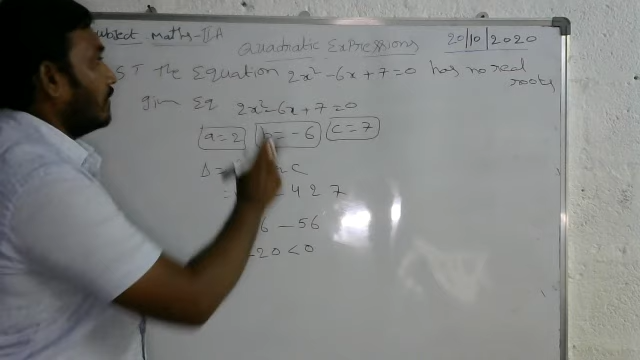 Subject Maths-IIA
Quadratic Expressions 20/10/2020
S T The Equation 2x²-6x+7=0 has no real roots
given Eq 2x²-6x+7=0
a=2 b=-6 c=7
Δ= c
= 4 2 7
6 - 56
-20<0